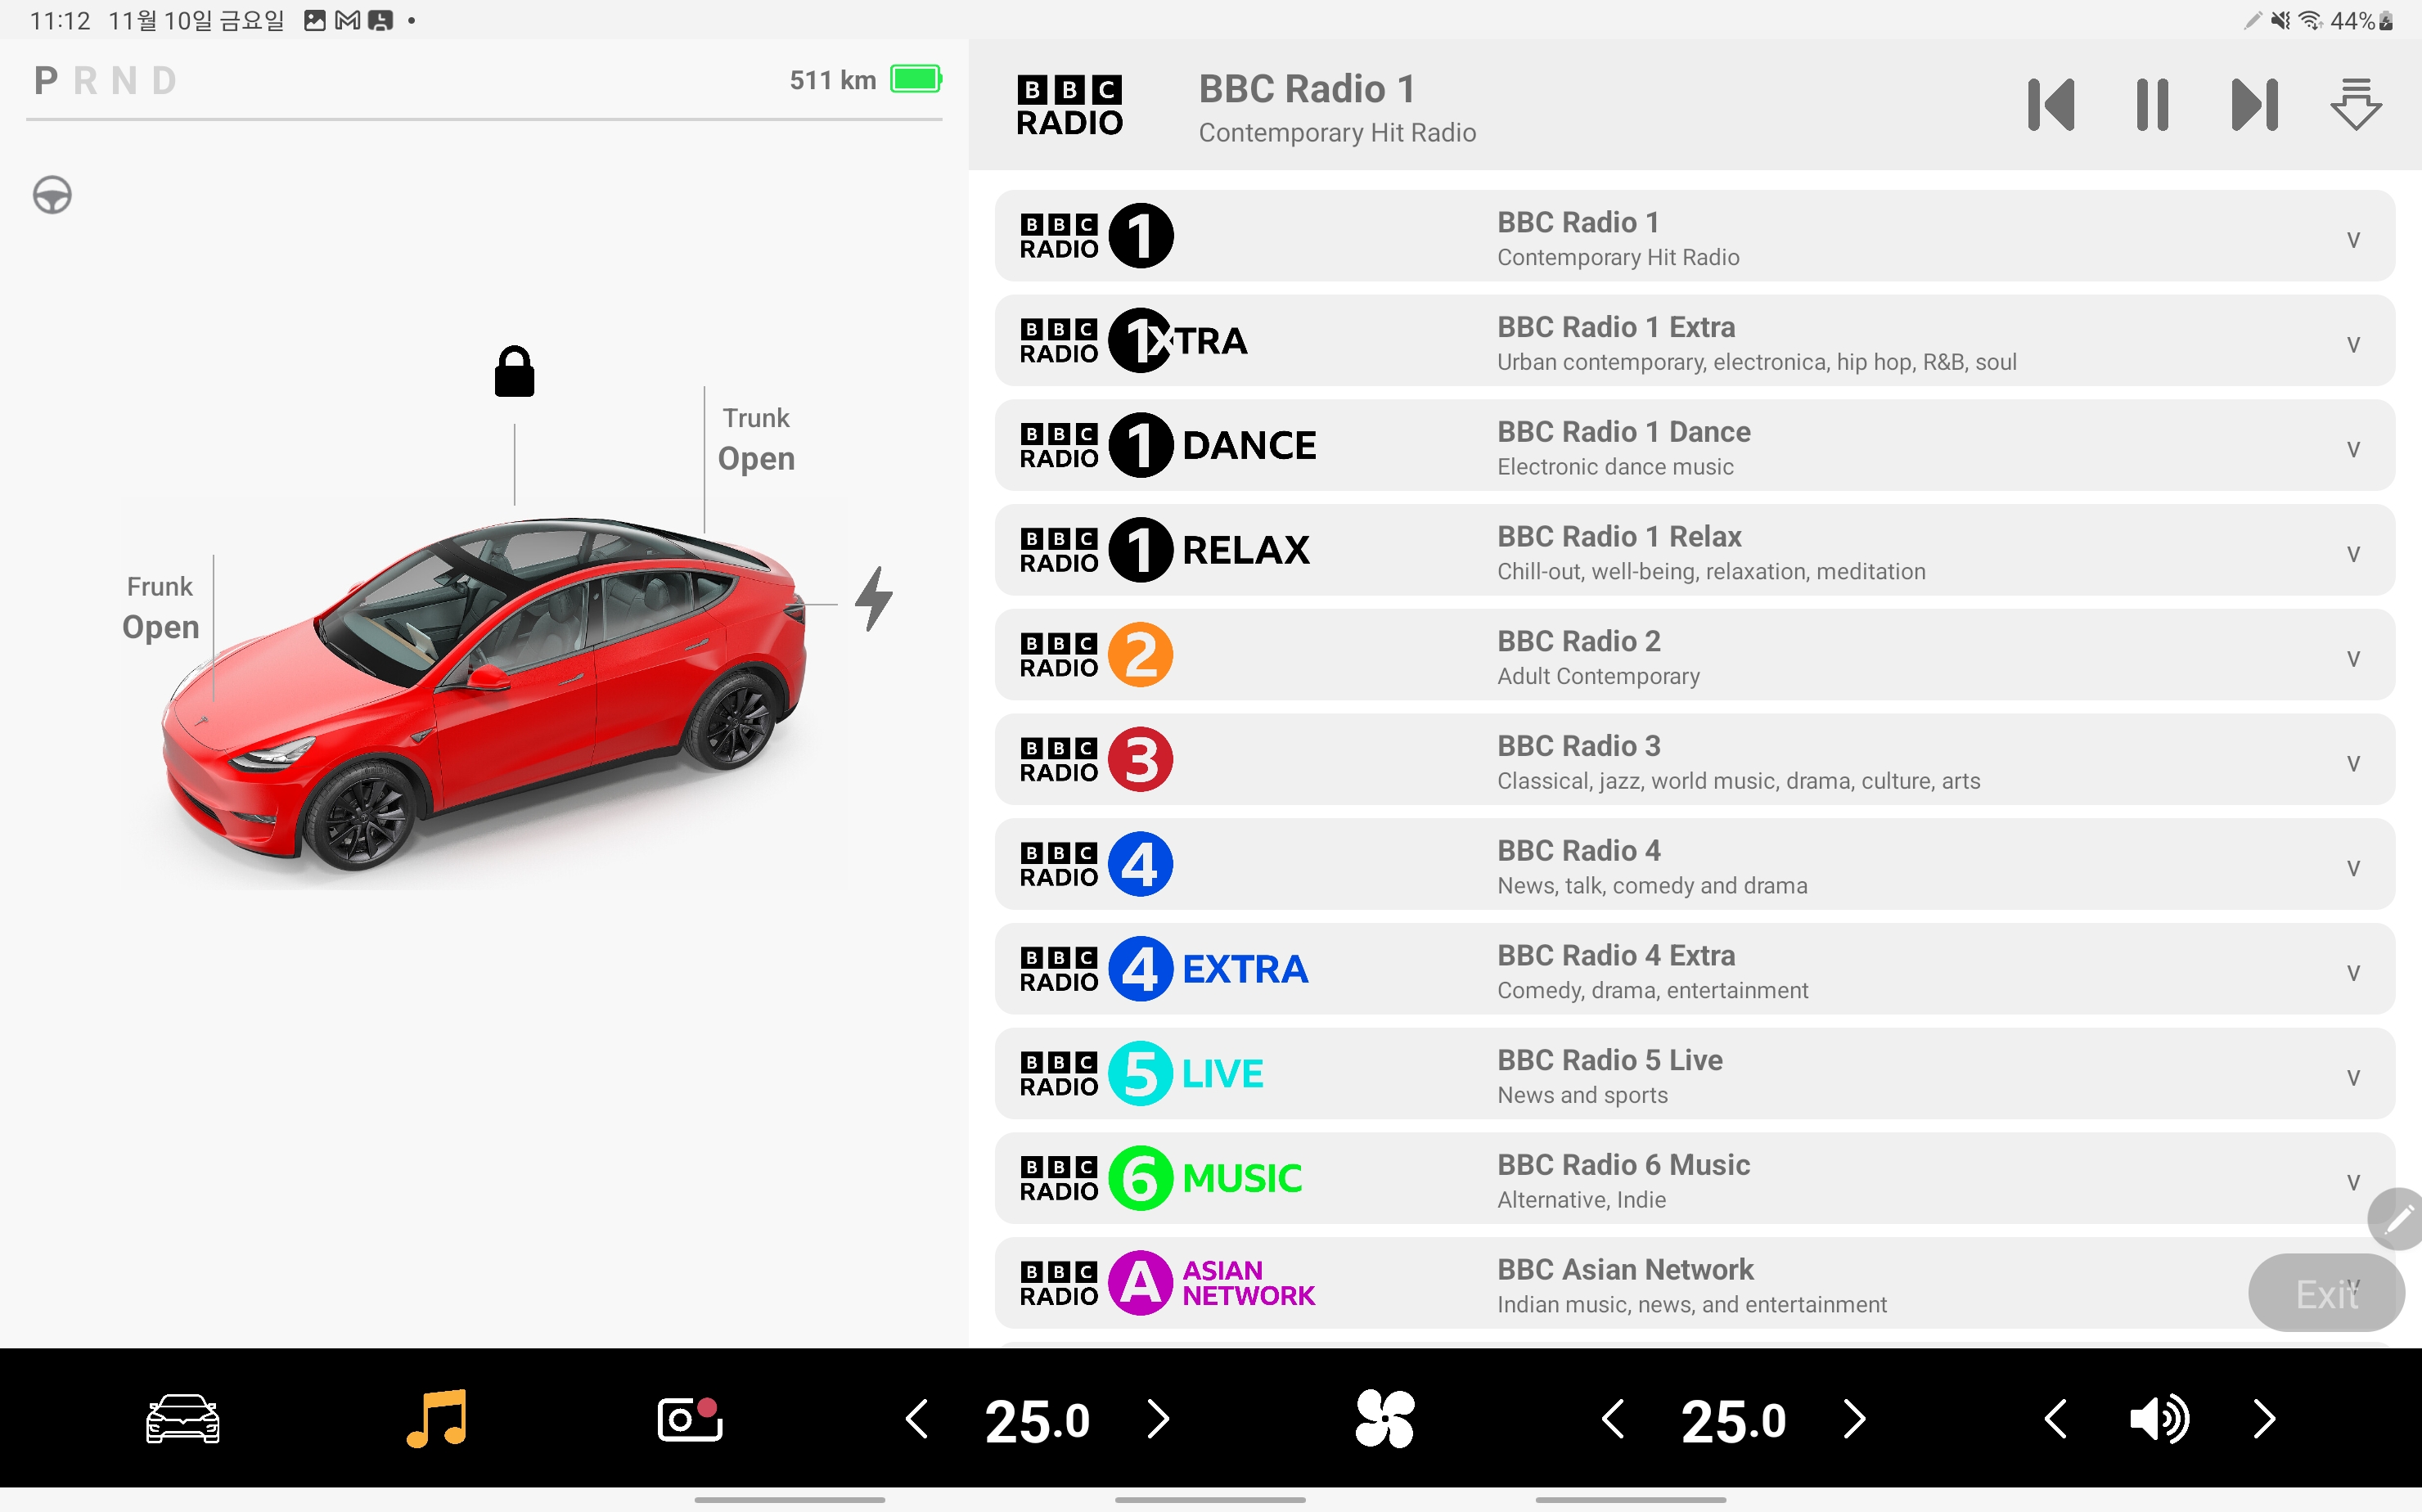 11:12 11월 10일 금요일
44%
P R N D
511 km
Trunk
Open
Frunk
Open
BBC
RADIO
BBC Radio 1
Contemporary Hit Radio
BBC
RADIO 1
BBC Radio 1
Contemporary Hit Radio
V
BBC
RADIO 1XTRA
BBC Radio 1 Extra
Urban contemporary, electronica, hip hop, R&B, soul
V
BBC
RADIO 1 DANCE
BBC Radio 1 Dance
Electronic dance music
V
BBC
RADIO 1 RELAX
BBC Radio 1 Relax
Chill-out, well-being, relaxation, meditation
V
BBC
RADIO 2
BBC Radio 2
Adult Contemporary
V
BBC
RADIO 3
BBC Radio 3
Classical, jazz, world music, drama, culture, arts
V
BBC
RADIO 4
BBC Radio 4
News, talk, comedy and drama
V
BBC
RADIO 4 EXTRA
BBC Radio 4 Extra
Comedy, drama, entertainment
V
BBC
RADIO 5 LIVE
BBC Radio 5 Live
News and sports
V
BBC
RADIO 6 MUSIC
BBC Radio 6 Music
Alternative, Indie
V
BBC
RADIO A ASIAN
NETWORK
BBC Asian Network
Indian music, news, and entertainment
V
Exit
25.0
25.0